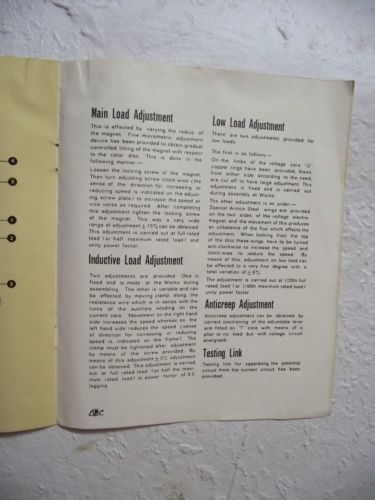 4
3
1
2
5
Main Load Adjustment
This is effected by varying the radius of
the magnet. Fine micrometric adjustment
device has been provided to obtain gradual
controlled tilting of the magnet with respect
to the rotor disc. This is done in the
following manner —
Loosen the locking screw of the magnet.
Then turn adjusting screw clock-wise (the
sense of the direction for increasing or
reducing speed is indicated on the adjust-
ing screw plate) to increase the speed or
vice verse as required. After completing
this adjustment tighten the locking screw
of the magnet. This way a very wide
range of adjustment ± 15% can be obtained
This adjustment is carried out at full rated
load (or half maximum rated load) and
unity power factor.
Inductive Load Adjustment
Two adjustments are provided. One is
fixed and is made at the Works during
assembling. The other is variable and can
be effected by moving clamp along the
resistance wire which is in series with the
turns of the auxiliary winding on the
current core. Movement on the right hand
side increases the speed whereas on the
left hand side reduces the speed (sense
of direction for increasing or reducing
speed is indicated on the frame). The
clamp must be tightened after adjustment
by means of the screw provided. By
means of this adjustment ± 3% adjustment
can be obtained. This adjustment is carried
out at full rated load (or half the maxi-
mum rated load) at power factor of 0.5
lagging
Low Load Adjustment
There are two adjustments provided for
low loads.
The first is as follows —
On the limbs of the voltage core "U"
copper rings have been provided, these,
from either side according to the need,
are cut off to have large adjustment. This
adjustment is fixed and carried out
during assembly at Works
The other adjustment is as under —
Special Armco Steel wings are provided
on the two sides of the voltage electro
magnet and the movement of this produces
an unbalance of the flux which effects the
adjustment. When looking from the top
of the disc these wings have to be turned
anti-clockwise to increase the speed and
clock-wise to reduce the speed. By
means of this adjustment on low load can
be effected to a very fine degree with a
total variation of ± 6%
The adjustment is carried out at 1/20th full
rated load (or 1/40th maximum rated load)
unity power factor
Anticreep Adjustment
Anticreep adjustment can be obtained by
correct positioning of the adjustable lever
arm fitted on "T" core with means of a
plier at no load but with voltage circuit
energised
Testing Link
Testing link for separating the potential
circuit from the current circuit has been
provided